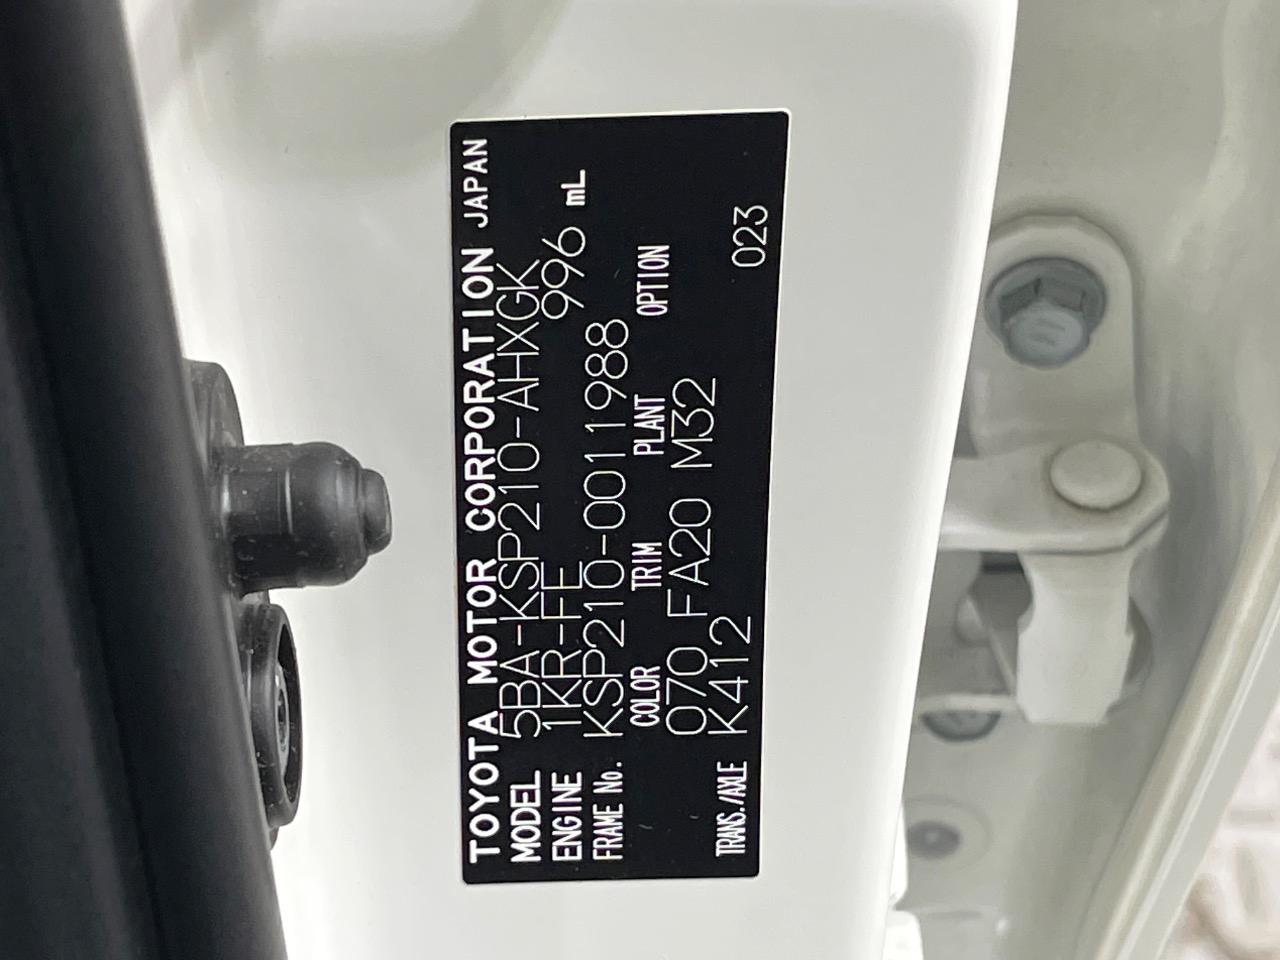 TOYOTA MOTOR CORPORATION JAPAN
MODEL 5BA-KSP210-AHXGK
ENGINE 1KR-FE 996 mL
FRAME No. KSP210-0011988
COLOR TRIM PLANT OPTION
070 FA20 M32
TRANS./AXLE K412 023